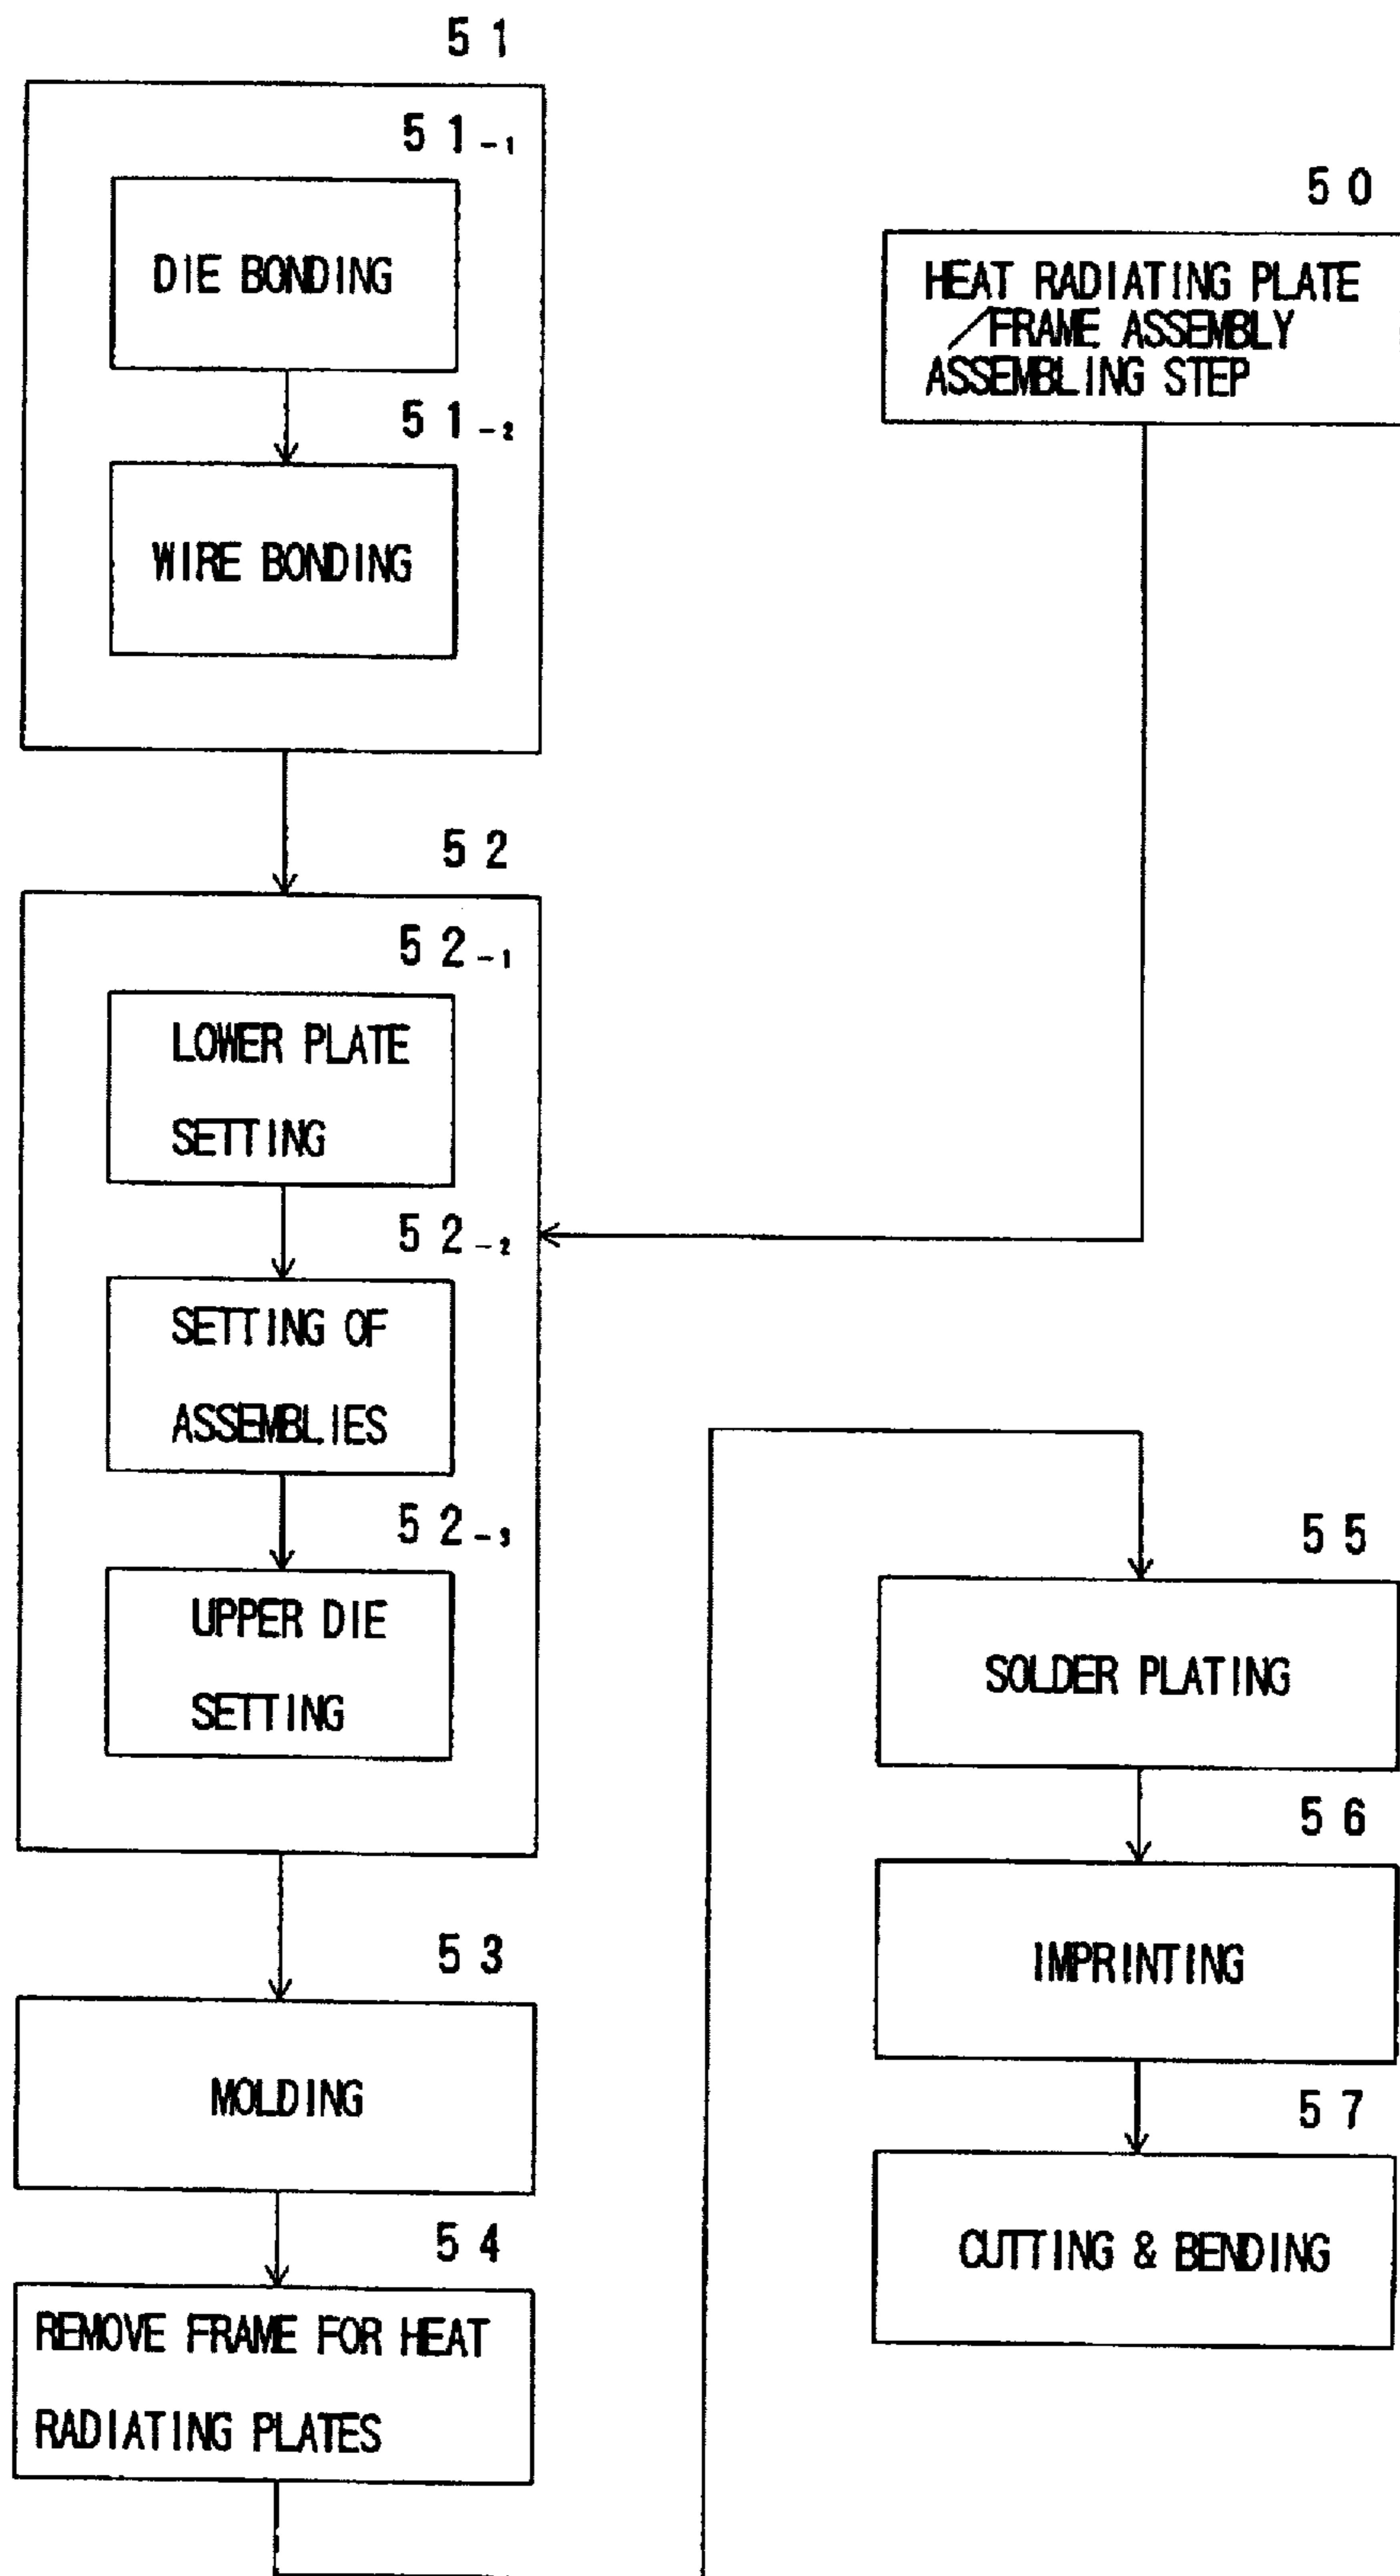 51
51-1
DIE BONDING
51-2
WIRE BONDING
50
HEAT RADIATING PLATE
/FRAME ASSEMBLY
ASSEMBLING STEP
52
52-1
LOWER PLATE
SETTING
52-2
SETTING OF
ASSEMBLIES
52-3
UPPER DIE
SETTING
53
MOLDING
54
REMOVE FRAME FOR HEAT
RADIATING PLATES
55
SOLDER PLATING
56
IMPRINTING
57
CUTTING & BENDING